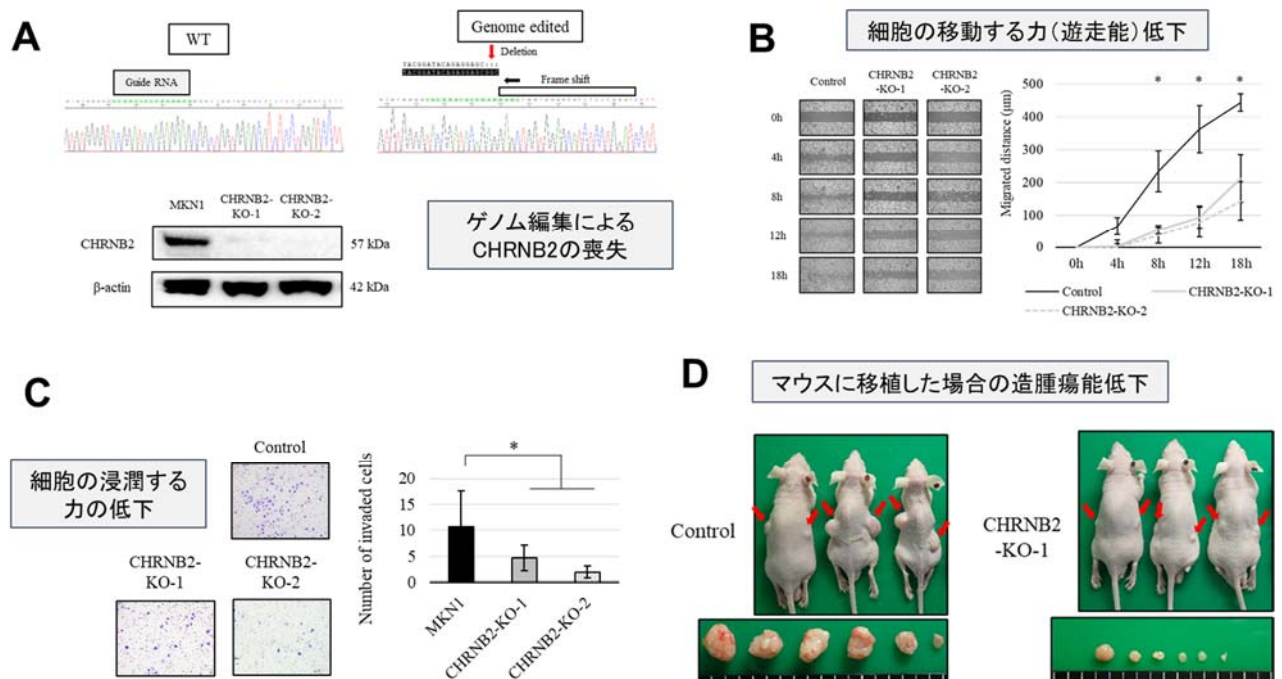 A
WT
Genome edited
Deletion
Guide RNA
Frame shift
MKN1
CHRNB2-
KO-1
CHRNB2-
KO-2
CHRNB2
57 kDa
β-actin
42 kDa
ゲノム編集による
CHRNB2の喪失
B
細胞の移動する力(遊走能)低下
Control
CHRNB2
-KO-1
CHRNB2
-KO-2
0h
4h
8h
12h
18h
Migrated distance (μm)
500
400
300
200
100
0
* * *
0h 4h 8h 12h 18h
Control
CHRNB2-KO-1
CHRNB2-KO-2
C
細胞の浸潤する
力の低下
Control
CHRNB2-
KO-1
CHRNB2-
KO-2
Number of invaded cells
20
15
10
5
0
*
MKN1
CHRNB2-KO-1
CHRNB2-KO-2
D
マウスに移植した場合の造腫瘍能低下
Control
CHRNB2
-KO-1